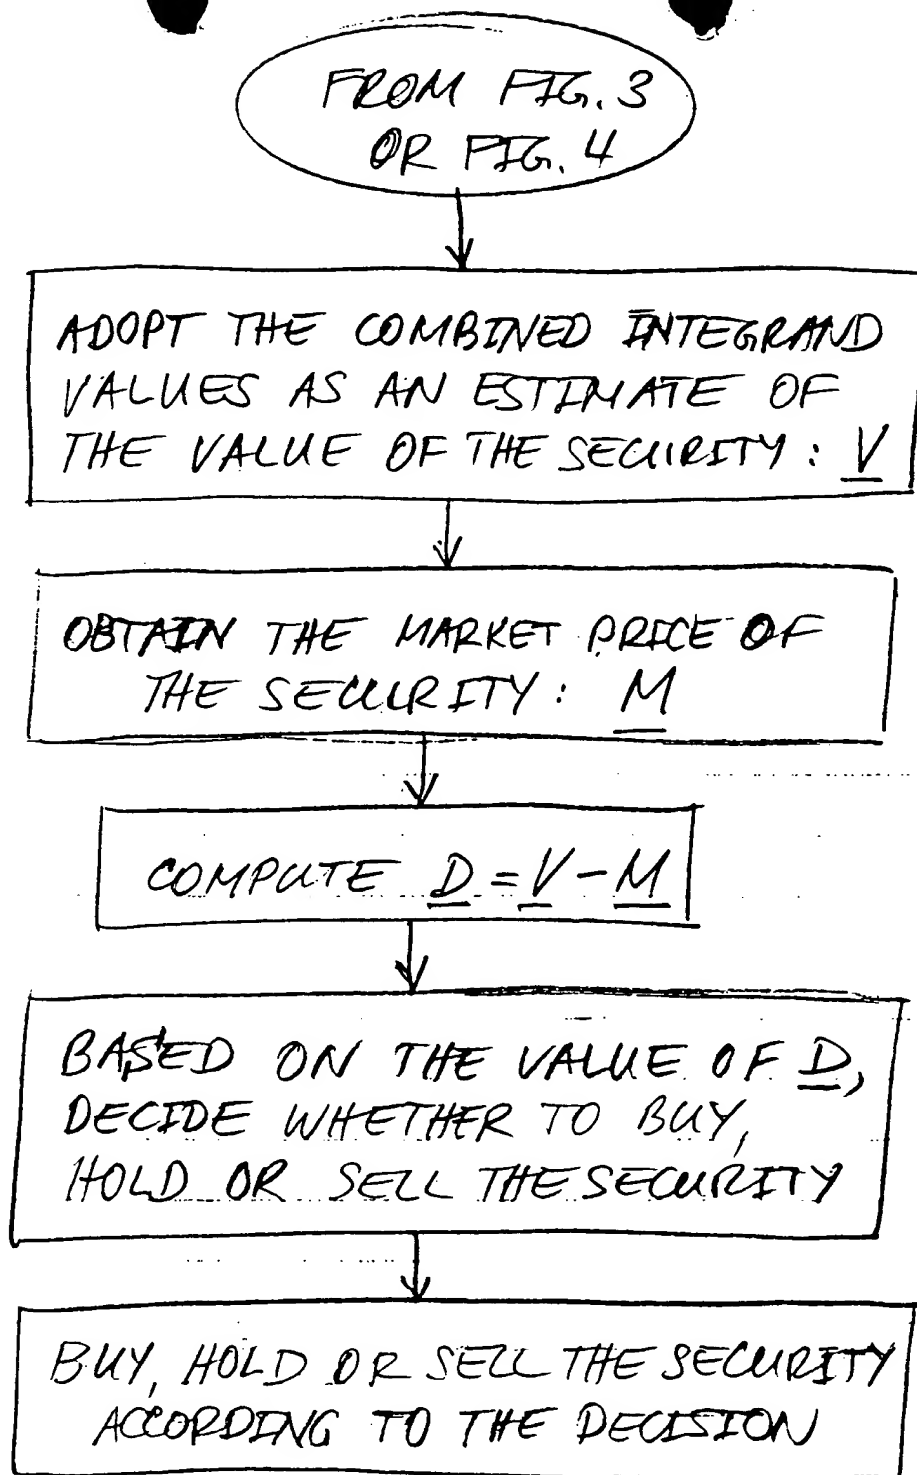 FROM FIG. 3
OR FIG. 4
ADOPT THE COMBINED INTEGRAND
VALUES AS AN ESTIMATE OF
THE VALUE OF THE SECURITY: V
OBTAIN THE MARKET PRICE OF
THE SECURITY: M
COMPUTE D = V - M
BASED ON THE VALUE OF D,
DECIDE WHETHER TO BUY,
HOLD OR SELL THE SECURITY
BUY, HOLD OR SELL THE SECURITY
ACCORDING TO THE DECISION